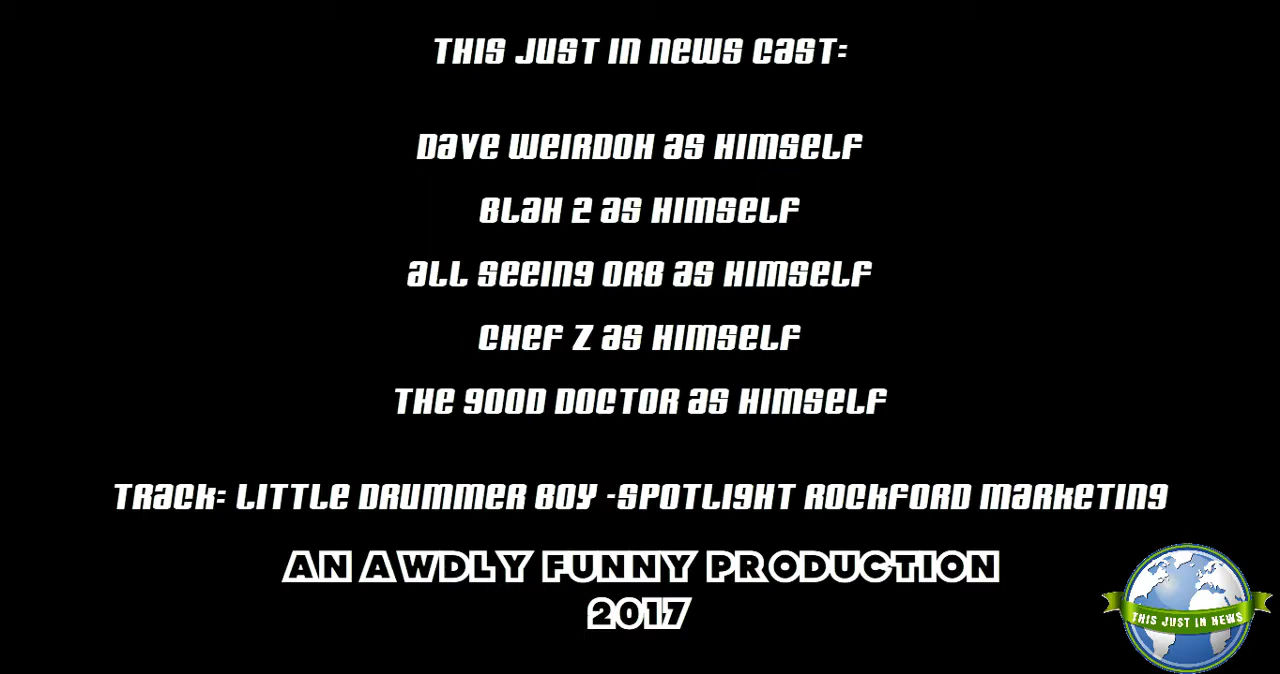 THIS JUST IN NEWS CAST:
DAVE WEIRDOH AS HIMSELF
BLAH 2 AS HIMSELF
ALL SEEING ORB AS HIMSELF
CHEF Z AS HIMSELF
THE GOOD DOCTOR AS HIMSELF
TRACK: LITTLE DRUMMER BOY -SPOTLIGHT ROCKFORD MARKETING
AN AWDLY FUNNY PRODUCTION
2017
THIS JUST IN NEWS